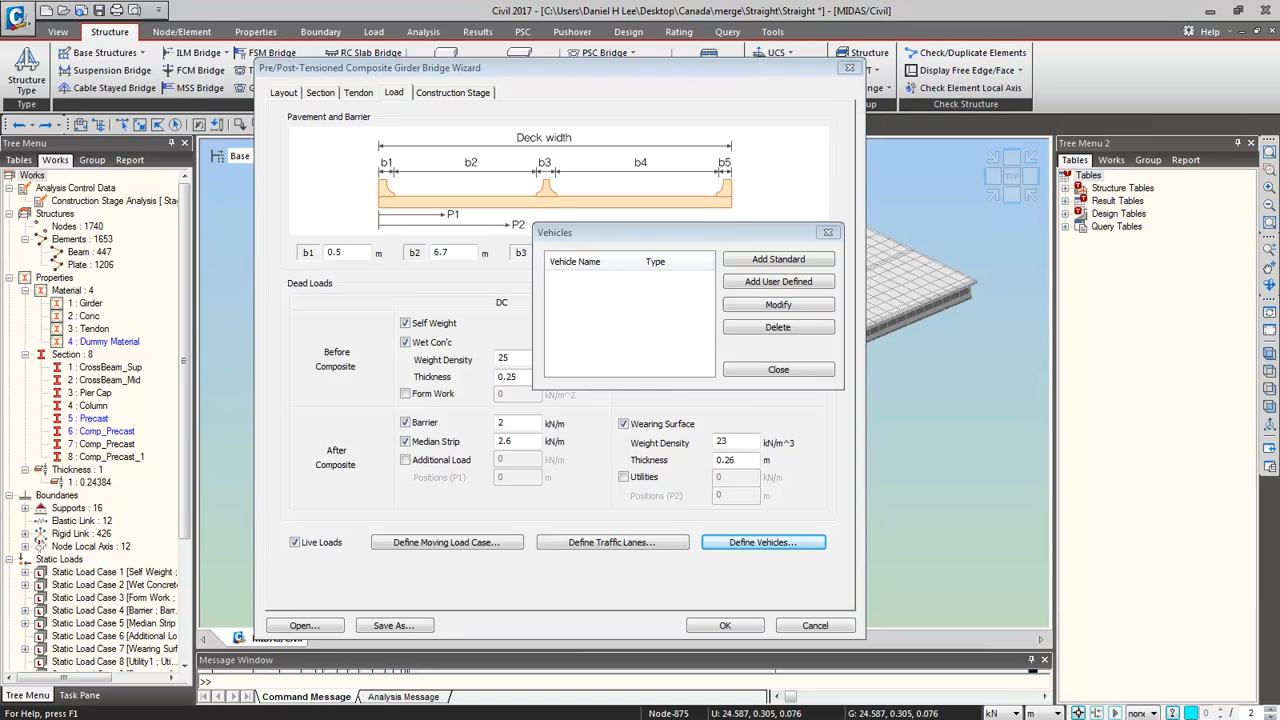 Civil 2017 - [C:\Users\Daniel H Lee\Desktop\Canada\merge\Straight\Straight *] - [MIDAS/Civil]
View Structure Node/Element Properties Boundary Load Analysis Results PSC Pushover Design Rating Query Tools Help
Base Structures ILM Bridge FSM Bridge RC Slab Bridge PSC Bridge UCS Structure Check/Duplicate Elements
Suspension Bridge FCM Bridge Display Free Edge/Face
Cable Stayed Bridge MSS Bridge Check Element Local Axis
Structure
Type
Type Check Structure
Pre/Post-Tensioned Composite Girder Bridge Wizard
Layout Section Tendon Load Construction Stage
Pavement and Barrier
Deck width
b1 b2 b3 b4 b5
P1
P2
b1 0.5 m b2 6.7 m b3
Dead Loads
DC
Before
Composite
Self Weight
Wet Con'c
Weight Density 25
Thickness 0.25
Form Work 0 kN/m^2
After
Composite
Barrier 2 kN/m
Median Strip 2.6 kN/m
Additional Load 0 kN/m
Positions (P1) 0 m
Wearing Surface
Weight Density 23 kN/m^3
Thickness 0.26 m
Utilities 0 kN/m
Positions (P2) 0 m
Live Loads Define Moving Load Case... Define Traffic Lanes... Define Vehicles...
Open... Save As... OK Cancel
Vehicles
Vehicle Name Type
Add Standard
Add User Defined
Modify
Delete
Close
Tree Menu
Tables Works Group Report
Works
Analysis Control Data
Construction Stage Analysis [ Stag
Structures
Nodes : 1740
Elements : 1653
Beam : 447
Plate : 1206
Properties
Material : 4
1 : Girder
2 : Conc
3 : Tendon
4 : Dummy Material
Section : 8
1 : CrossBeam_Sup
2 : CrossBeam_Mid
3 : Pier Cap
4 : Column
5 : Precast
6 : Comp_Precast
7 : Comp_Precast
8 : Comp_Precast_1
Thickness : 1
1 : 0.24384
Boundaries
Supports : 16
Elastic Link : 12
Rigid Link : 426
Node Local Axis : 12
Static Loads
Static Load Case 1 [Self Weight ;
Static Load Case 2 [Wet Concrete
Static Load Case 3 [Form Work ;
Static Load Case 4 [Barrier ; Barr
Static Load Case 5 [Median Strip
Static Load Case 6 [Additional Loa
Static Load Case 7 [Wearing Surf
Static Load Case 8 [Utility1 ; Uti
Tree Menu Task Pane
Base
TOP
MIDAS/Civil
Message Window
>>
Command Message Analysis Message
Tree Menu 2
Tables Works Group Report
Tables
Structure Tables
Result Tables
Design Tables
Query Tables
For Help, press F1 Node-875 U: 24.587, 0.305, 0.076 G: 24.587, 0.305, 0.076 kN m none 0 / 2